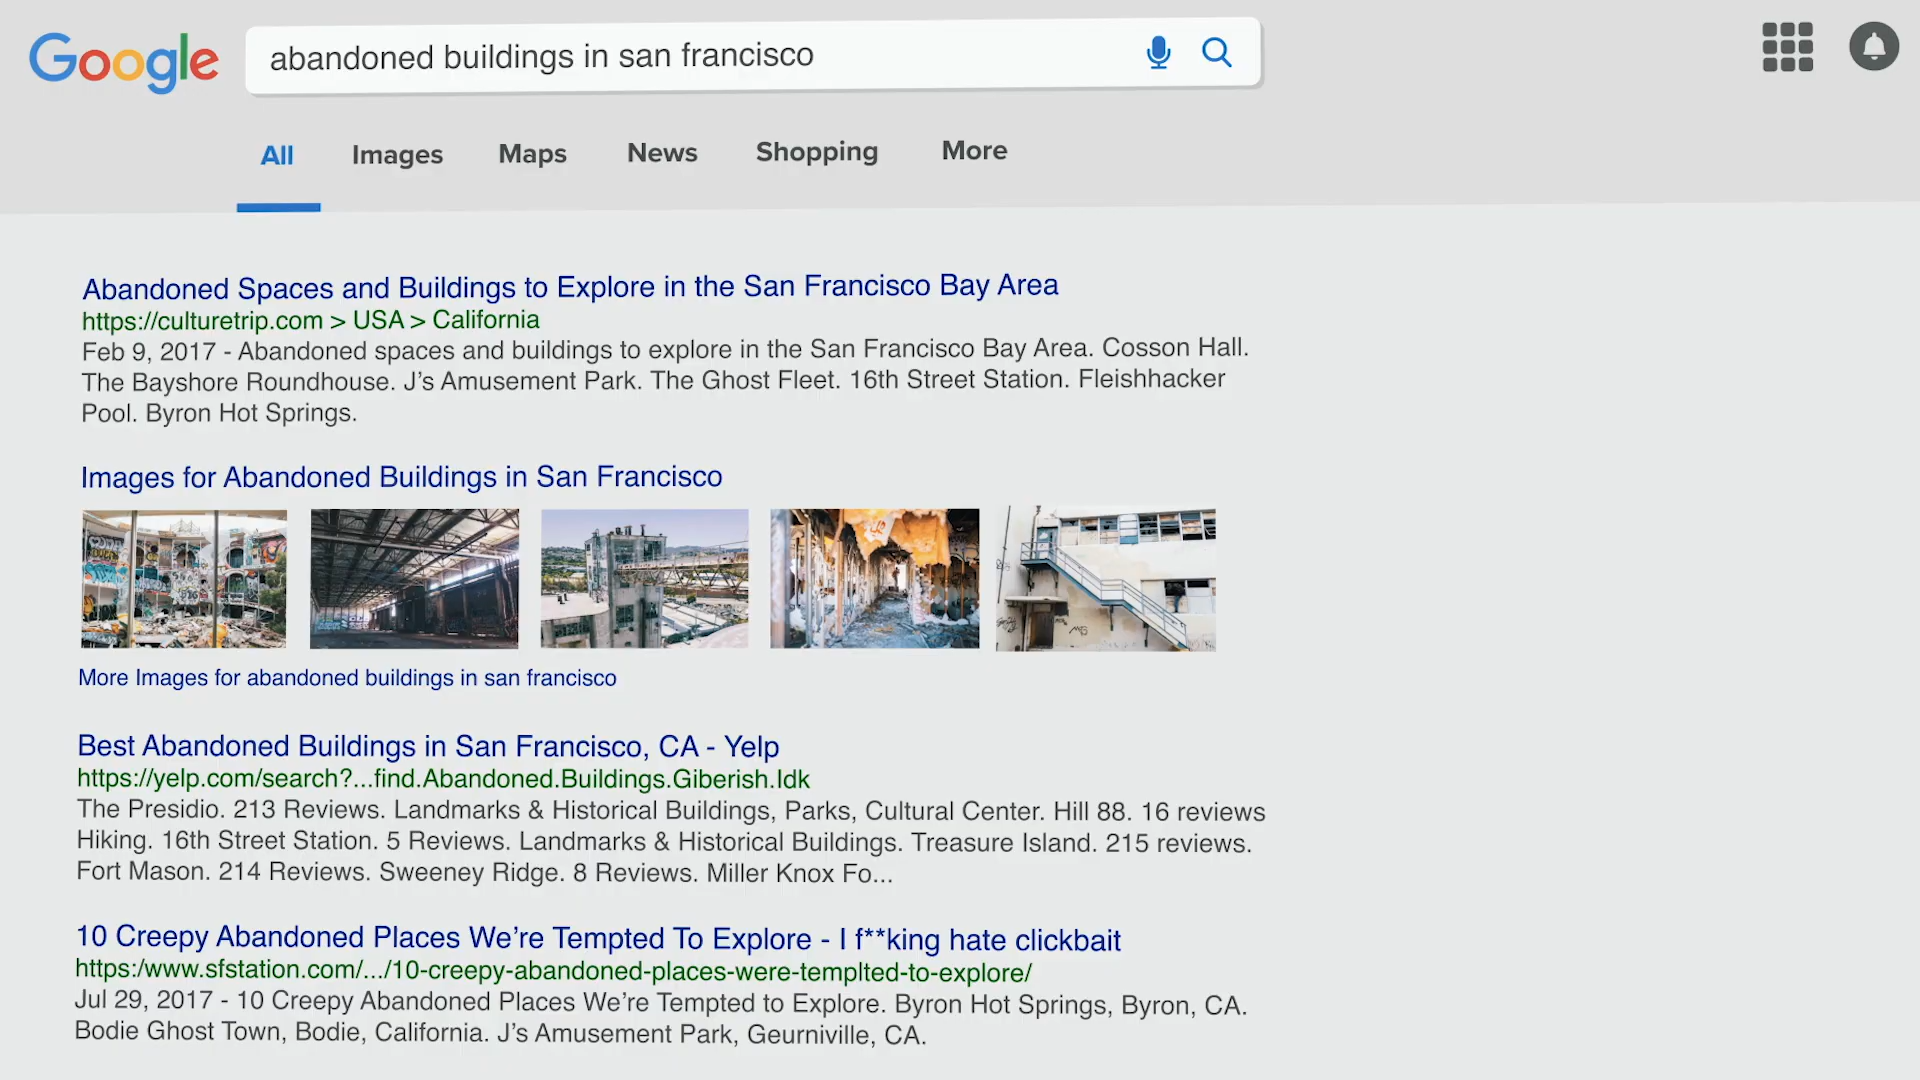 Google
abandoned buildings in san francisco
All Images Maps News Shopping More
Abandoned Spaces and Buildings to Explore in the San Francisco Bay Area
https://culturetrip.com > USA > California
Feb 9, 2017 - Abandoned spaces and buildings to explore in the San Francisco Bay Area. Cosson Hall.
The Bayshore Roundhouse. J's Amusement Park. The Ghost Fleet. 16th Street Station. Fleishhacker
Pool. Byron Hot Springs.
Images for Abandoned Buildings in San Francisco
More Images for abandoned buildings in san francisco
Best Abandoned Buildings in San Francisco, CA - Yelp
https://yelp.com/search?...find.Abandoned.Buildings.Giberish.Idk
The Presidio. 213 Reviews. Landmarks & Historical Buildings, Parks, Cultural Center. Hill 88. 16 reviews
Hiking. 16th Street Station. 5 Reviews. Landmarks & Historical Buildings. Treasure Island. 215 reviews.
Fort Mason. 214 Reviews. Sweeney Ridge. 8 Reviews. Miller Knox Fo...
10 Creepy Abandoned Places We're Tempted To Explore - I f**king hate clickbait
https:/www.sfstation.com/.../10-creepy-abandoned-places-were-templted-to-explore/
Jul 29, 2017 - 10 Creepy Abandoned Places We're Tempted to Explore. Byron Hot Springs, Byron, CA.
Bodie Ghost Town, Bodie, California. J's Amusement Park, Geurniville, CA.